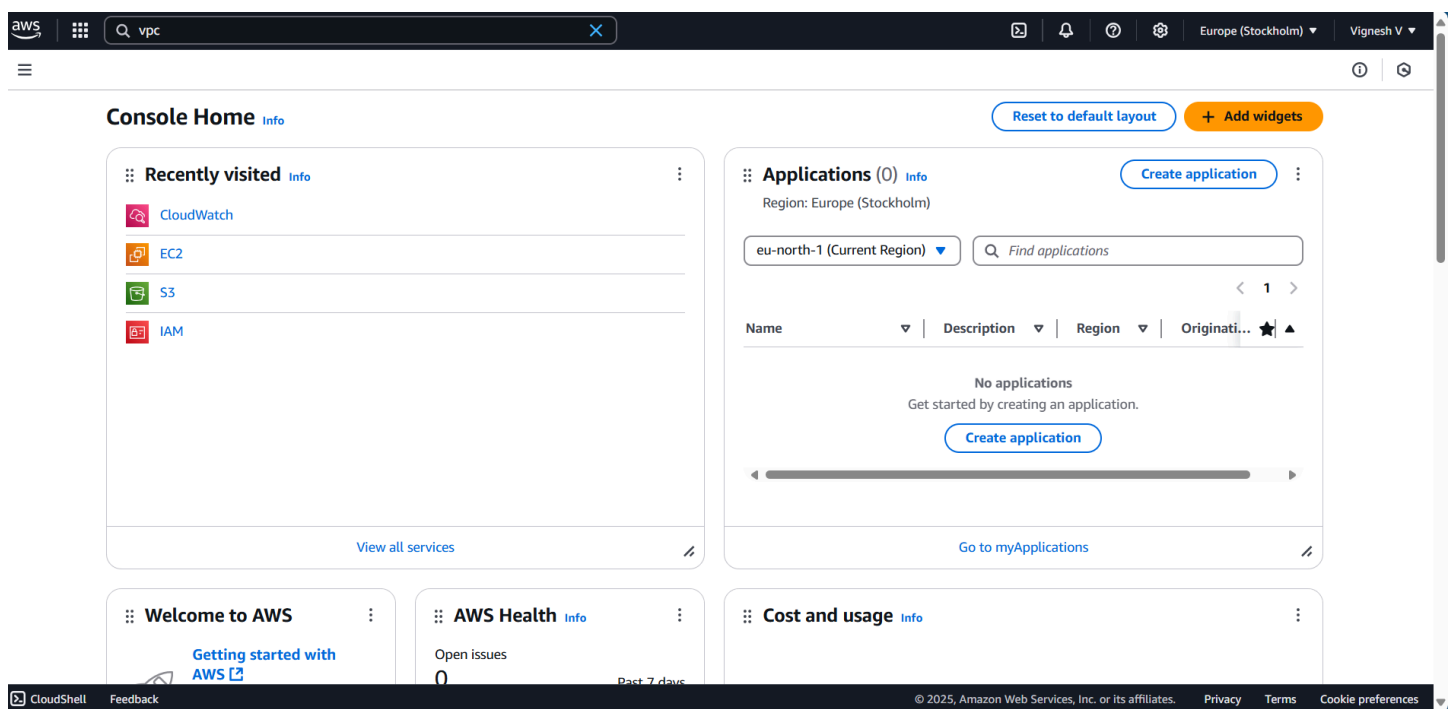 aws
vpc
Europe (Stockholm)
Vignesh V
Console Home Info
Reset to default layout
+ Add widgets
Recently visited Info
CloudWatch
EC2
S3
IAM
View all services
Applications (0) Info
Create application
Region: Europe (Stockholm)
eu-north-1 (Current Region)
Find applications
1
Name Description Region Originati...
No applications
Get started by creating an application.
Create application
Go to myApplications
Welcome to AWS
Getting started with
AWS
AWS Health Info
Open issues
0
Past 7 days
Cost and usage Info
CloudShell Feedback © 2025, Amazon Web Services, Inc. or its affiliates. Privacy Terms Cookie preferences